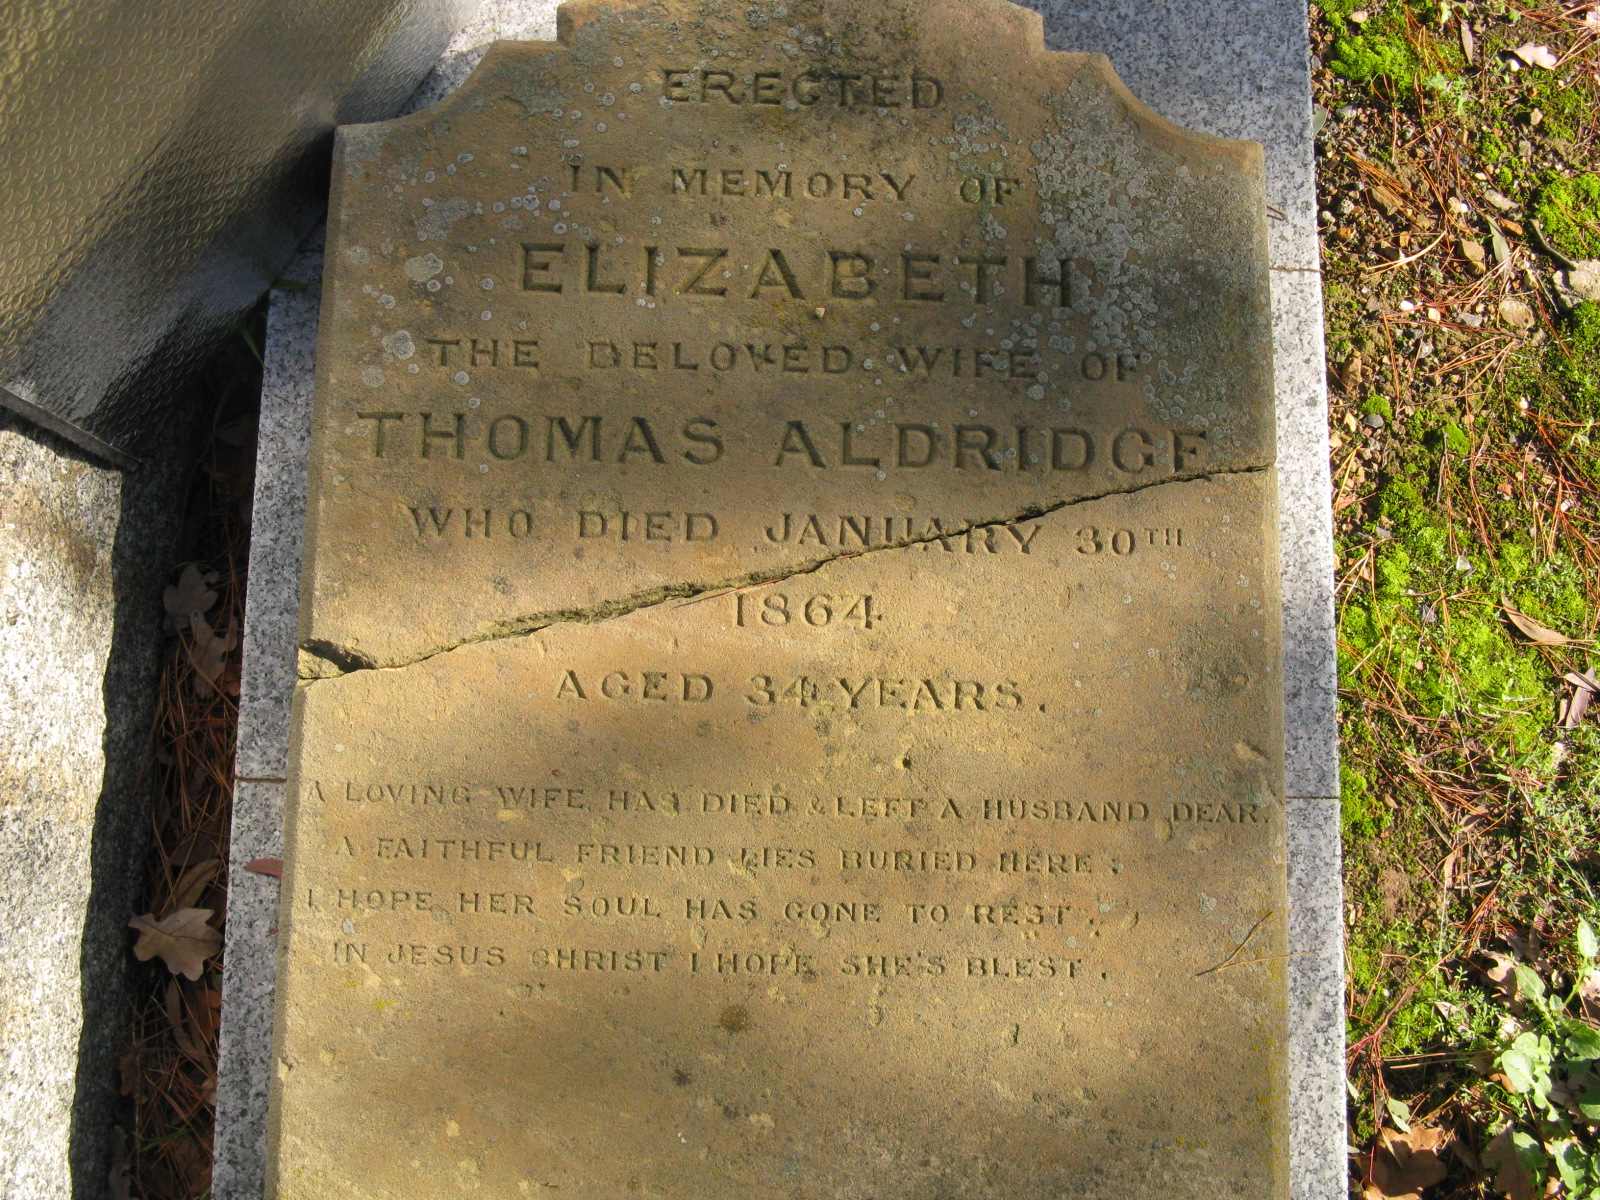 ERECTED
IN MEMORY OF
ELIZABETH
THE BELOVED WIFE OF
THOMAS ALDRIDGE
WHO DIED JANUARY 30TH
1864
AGED 34 YEARS.
A LOVING WIFE, HAS DIED & LEFT A HUSBAND DEAR.
A FAITHFUL FRIEND LIES BURIED HERE;
I HOPE HER SOUL HAS GONE TO REST.
IN JESUS CHRIST I HOPE SHE'S BLEST.